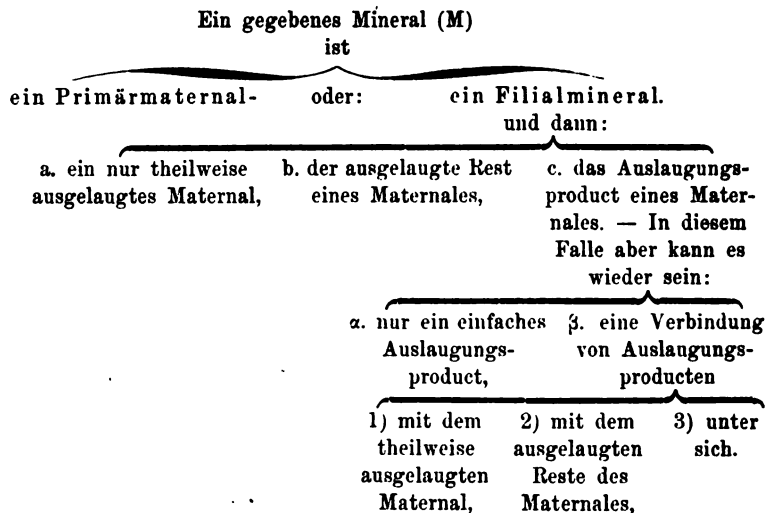 Ein gegebenes Mineral (M)
ist
ein Primärmaternal- oder: ein Filialmineral.
und dann:
a. ein nur theilweise
ausgelaugtes Maternal,
b. der ausgelaugte Rest
eines Maternales,
c. das Auslaugungs-
product eines Mater-
nales. — In diesem
Falle aber kann es
wieder sein:
α. nur ein einfaches
Auslaugungs-
product,
β. eine Verbindung
von Auslaugungs-
producten
1) mit dem
theilweise
ausgelaugten
Maternal,
2) mit dem
ausgelaugten
Reste des
Maternales,
3) unter
sich.